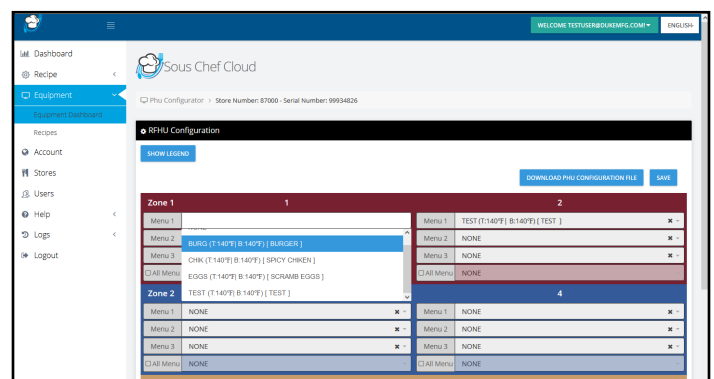 WELCOME TESTUSER@DUKEMFG.COM!
ENGLISH
Dashboard
Recipe
Equipment
Equipment Dashboard
Recipes
Account
Stores
Users
Help
Logs
Logout
Sous Chef Cloud
Phu Configurator > Store Number: 87000 - Serial Number: 99934826
RFHU Configuration
SHOW LEGEND
DOWNLOAD PHU CONFIGURATION FILE SAVE
Zone 1 1 2
Menu 1 Menu 1 TEST (T:140°F| B:140°F) [ TEST ]
Menu 2 Menu 2 NONE
Menu 3 Menu 3 NONE
All Menu All Menu NONE
BURG (T:140°F| B:140°F) [ BURGER ]
CHIK (T:140°F| B:140°F) [ SPICY CHIKEN ]
EGGS (T:140°F| B:140°F) [ SCRAMB EGGS ]
TEST (T:140°F| B:140°F) [ TEST ]
Zone 2 4
Menu 1 NONE Menu 1 NONE
Menu 2 NONE Menu 2 NONE
Menu 3 NONE Menu 3 NONE
All Menu NONE All Menu NONE